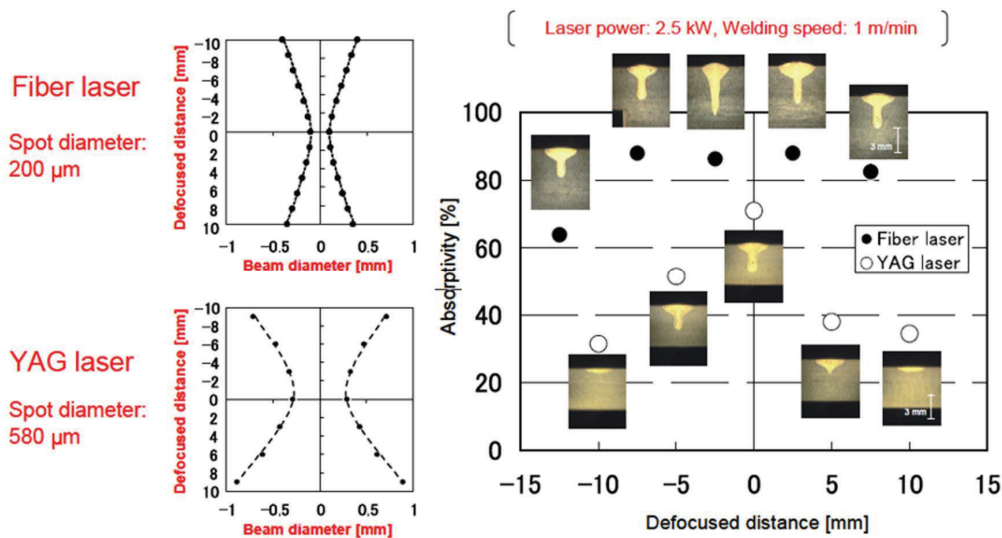 Laser power: 2.5 kW, Welding speed: 1 m/min
Fiber laser
Spot diameter:
200 µm
Defocused distance [mm]
-10
-8
-6
-4
-2
0
2
4
6
8
10
-1
-0.5
0
0.5
1
Beam diameter [mm]
YAG laser
Spot diameter:
580 µm
Defocused distance [mm]
-10
-8
-6
-4
-2
0
2
4
6
8
10
-1
-0.5
0
0.5
1
Beam diameter [mm]
Absorptivity [%]
100
80
60
40
20
0
3 mm
Fiber laser
YAG laser
3 mm
-15
-10
-5
0
5
10
15
Defocused distance [mm]